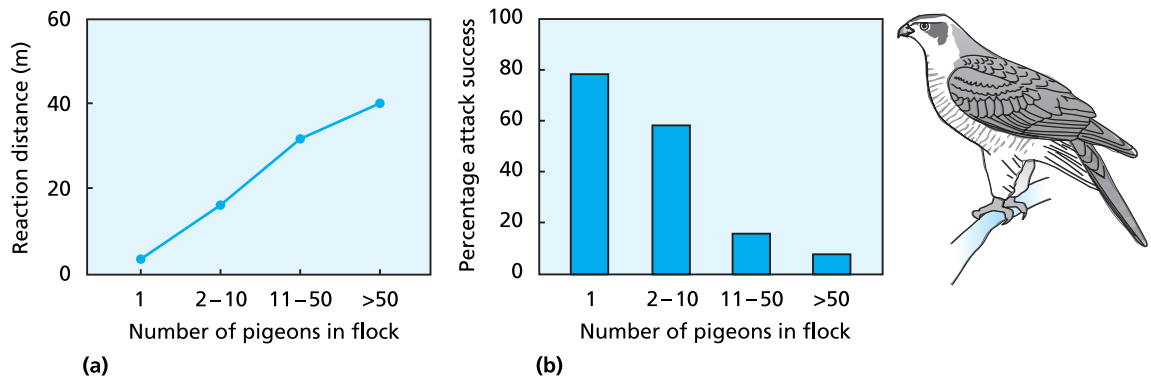 Reaction distance (m)
60
40
20
0
1 2–10 11–50 >50
Number of pigeons in flock
(a)
Percentage attack success
100
80
60
40
20
0
1 2–10 11–50 >50
Number of pigeons in flock
(b)